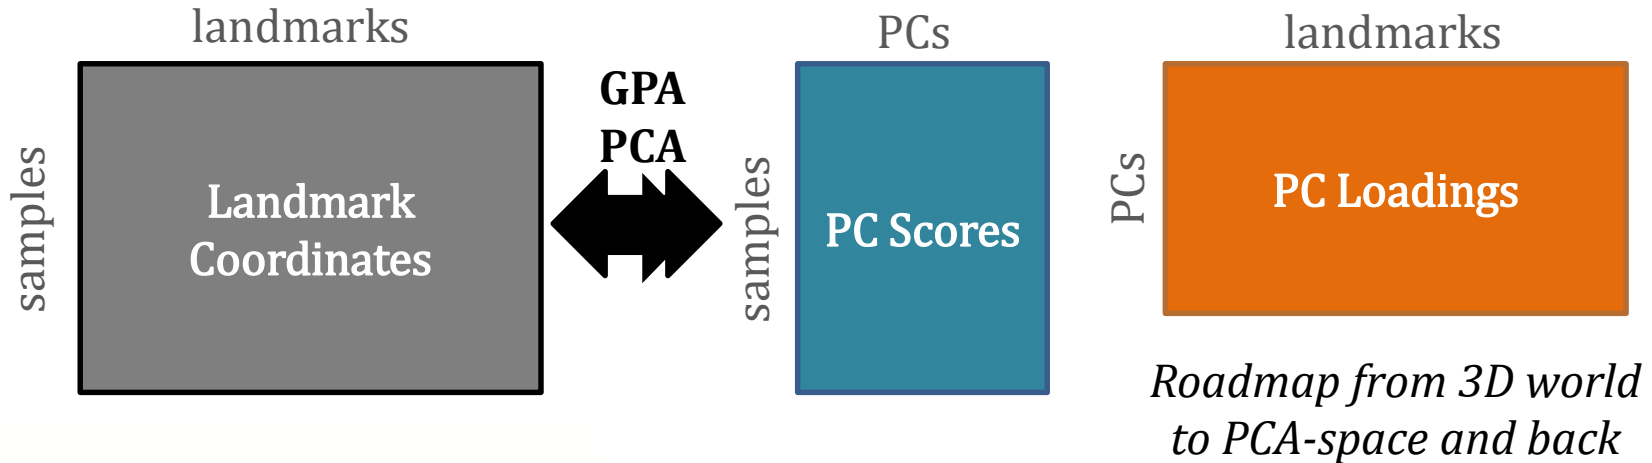 landmarks
samples
Landmark
Coordinates
GPA
PCA
PCs
samples
PC Scores
landmarks
PCs
PC Loadings
Roadmap from 3D world
to PCA-space and back